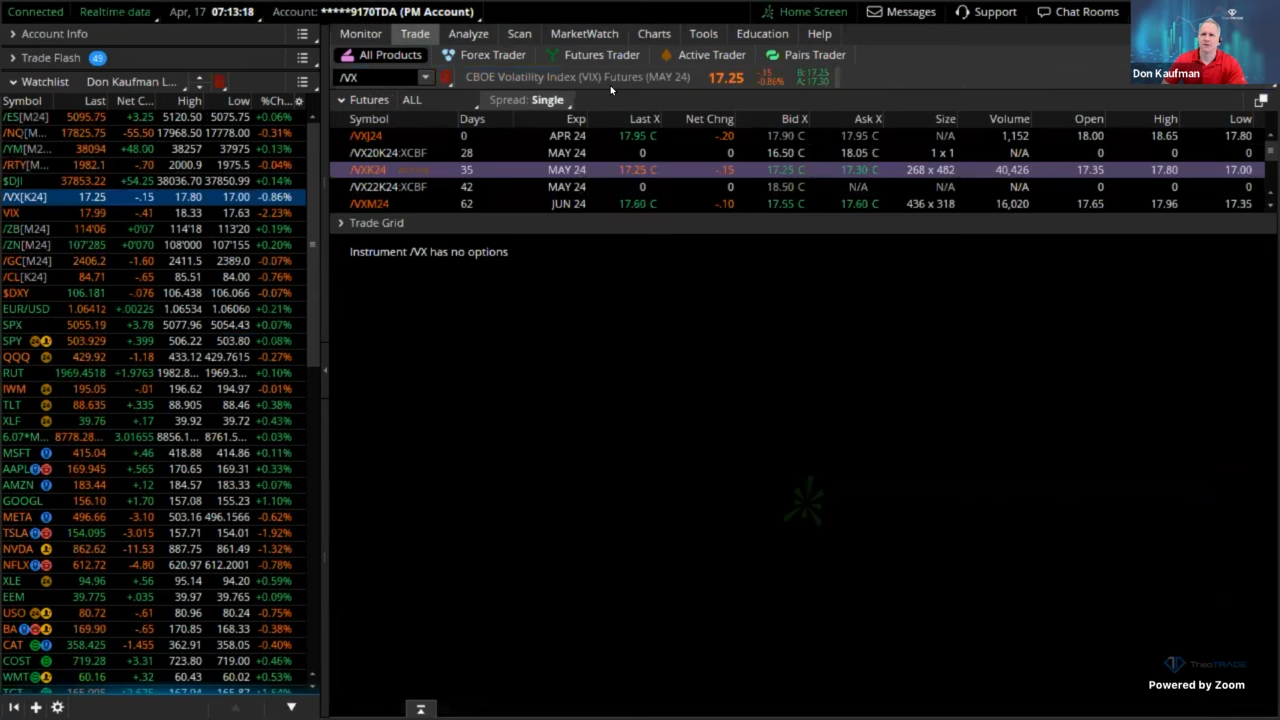 Connected Realtime data Apr, 17 07:13:18 Account: *****9170TDA (PM Account) Home Screen Messages Support Chat Rooms
Account Info
Trade Flash 49
Watchlist Don Kaufman L...
Symbol Last Net C... High Low %Ch...
/ES[M24] 5095.75 +3.25 5120.50 5075.75 +0.06%
/NQ[M... 17825.75 -55.50 17968.50 17778.00 -0.31%
/YM[M2... 38094 +48.00 38257 37975 +0.13%
/RTY[M... 1982.1 -.70 2000.9 1975.5 -0.04%
$DJI 37853.22 +54.25 38036.70 37850.99 +0.14%
/VX[K24] 17.25 -.15 17.80 17.00 -0.86%
VIX 17.99 -.41 18.33 17.63 -2.23%
/ZB[M24] 114'06 +0'07 114'18 113'20 +0.19%
/ZN[M24] 107'285 +0'070 108'000 107'155 +0.20%
/GC[M24] 2406.2 -1.60 2411.5 2389.0 -0.07%
/CL[K24] 84.71 -.65 85.51 84.00 -0.76%
$DXY 106.181 -.076 106.438 106.066 -0.07%
EUR/USD 1.06412 +.00225 1.06534 1.06060 +0.21%
SPX 5055.19 +3.78 5077.96 5054.43 +0.07%
SPY 503.929 +.399 506.22 503.80 +0.08%
QQQ 429.92 -1.18 433.12 429.7615 -0.27%
RUT 1969.4518 +1.9763 1982.8... 1969.3... +0.10%
IWM 195.05 -.01 196.62 194.97 -0.01%
TLT 88.635 +.335 88.905 88.46 +0.38%
XLF 39.76 +.17 39.92 39.72 +0.43%
6.07*M... 8778.28... 3.01655 8856.1... 8761.5... +0.03%
MSFT 415.04 +.46 418.88 414.86 +0.11%
AAPL 169.945 +.565 170.65 169.31 +0.33%
AMZN 183.44 +.12 184.57 183.33 +0.07%
GOOGL 156.10 +1.70 157.08 155.23 +1.10%
META 496.66 -3.10 503.16 496.1566 -0.62%
TSLA 154.095 -3.015 157.71 154.01 -1.92%
NVDA 862.62 -11.53 887.75 861.49 -1.32%
NFLX 612.72 -4.80 620.97 612.2001 -0.78%
XLE 94.96 +.56 95.14 94.20 +0.59%
EEM 39.775 +.035 39.97 39.765 +0.09%
USO 80.72 -.61 80.96 80.24 -0.75%
BA 169.90 -.65 170.85 168.33 -0.38%
CAT 358.425 -1.455 362.91 358.05 -0.40%
COST 719.28 +3.31 723.80 719.00 +0.46%
WMT 60.16 +.32 60.43 59.96 +0.53%
Monitor Trade Analyze Scan MarketWatch Charts Tools Education Help
All Products Forex Trader Futures Trader Active Trader Pairs Trader
/VX CBOE Volatility Index (VIX) Futures (MAY 24) 17.25 -.15 -0.86% B: 17.25 A: 17.30
Futures ALL Spread: Single
Symbol Days Exp Last X Net Chng Bid X Ask X Size Volume Open High Low
/VXJ24 0 APR 24 17.95 C -.20 17.90 C 17.95 C N/A 1,152 18.00 18.65 17.80
/VX20K24:XCBF 28 MAY 24 0 0 16.50 C 18.05 C 1 x 1 N/A 0 0 0
/VXK24 35 MAY 24 17.25 C -.15 17.25 C 17.30 C 268 x 482 40,426 17.35 17.80 17.00
/VX22K24:XCBF 42 MAY 24 0 0 18.50 C N/A N/A N/A 0 0 0
/VXM24 62 JUN 24 17.60 C -.10 17.55 C 17.60 C 436 x 318 16,020 17.65 17.96 17.35
Trade Grid
Instrument /VX has no options
Don Kaufman
TheoTRADE
Powered by Zoom